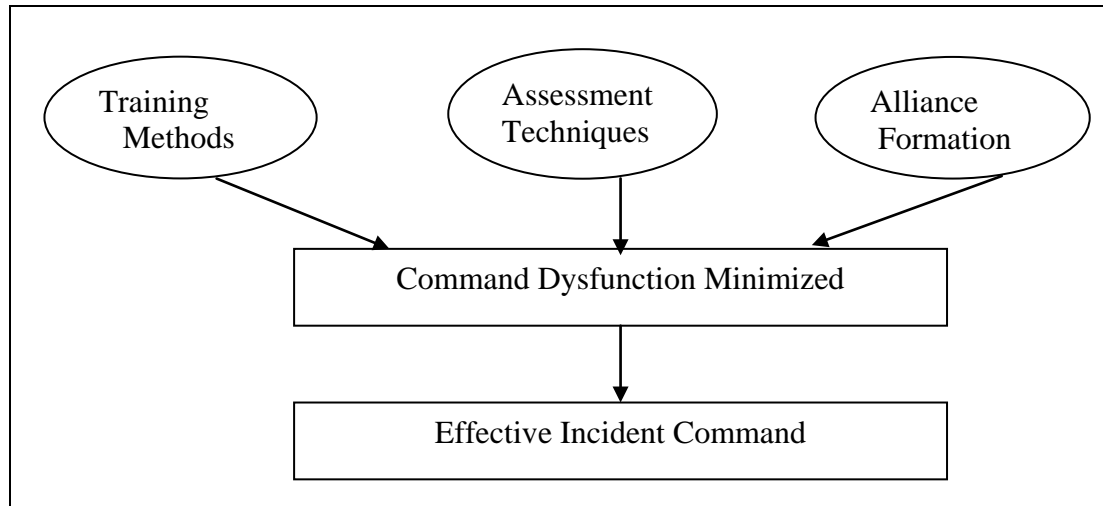 Training
Methods
Assessment
Techniques
Alliance
Formation
Command Dysfunction Minimized
Effective Incident Command